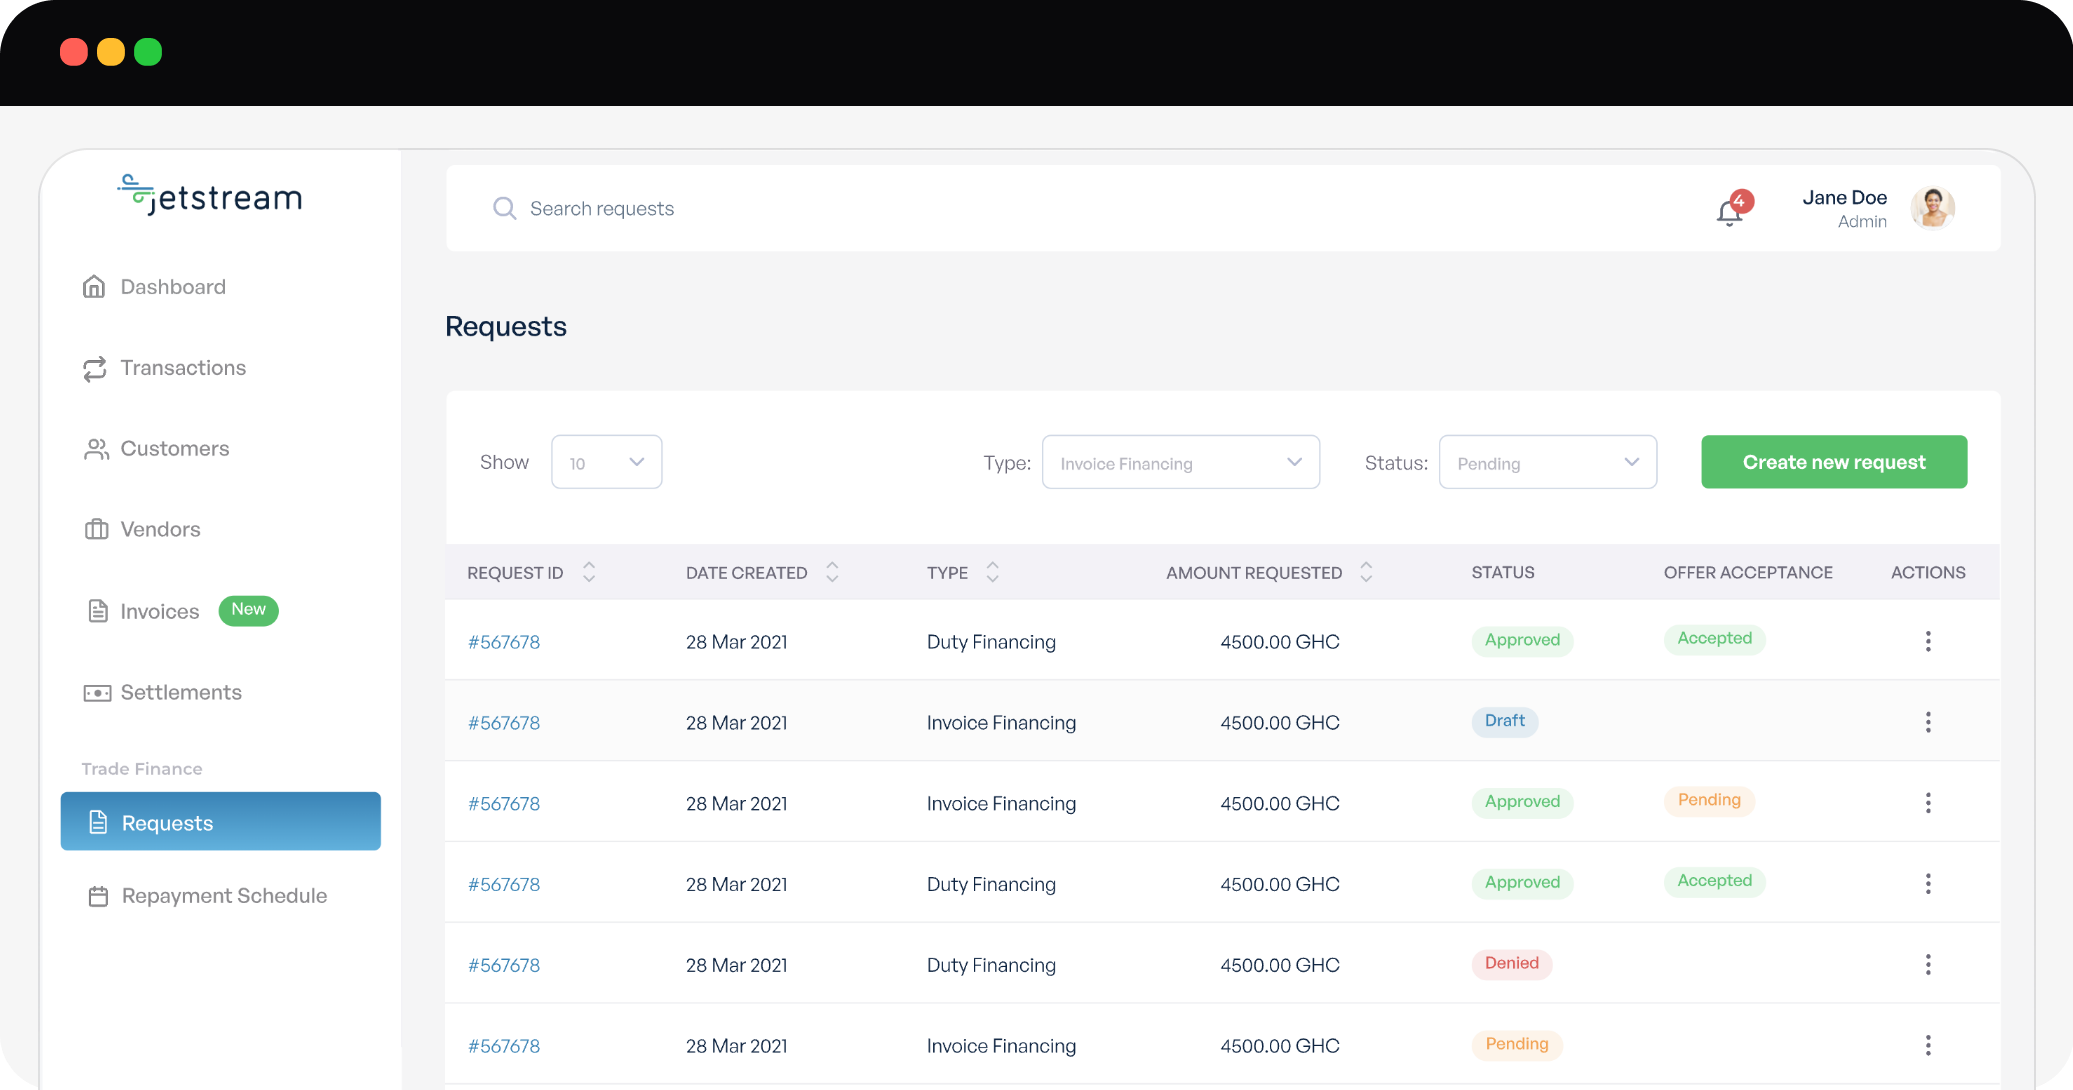 jetstream
Search requests
4
Jane Doe
Admin
Dashboard
Transactions
Customers
Vendors
Invoices New
Settlements
Trade Finance
Requests
Repayment Schedule
Requests
Show 10 Type: Invoice Financing Status: Pending Create new request
REQUEST ID DATE CREATED TYPE AMOUNT REQUESTED STATUS OFFER ACCEPTANCE ACTIONS
#567678 28 Mar 2021 Duty Financing 4500.00 GHC Approved Accepted
#567678 28 Mar 2021 Invoice Financing 4500.00 GHC Draft
#567678 28 Mar 2021 Invoice Financing 4500.00 GHC Approved Pending
#567678 28 Mar 2021 Duty Financing 4500.00 GHC Approved Accepted
#567678 28 Mar 2021 Duty Financing 4500.00 GHC Denied
#567678 28 Mar 2021 Invoice Financing 4500.00 GHC Pending